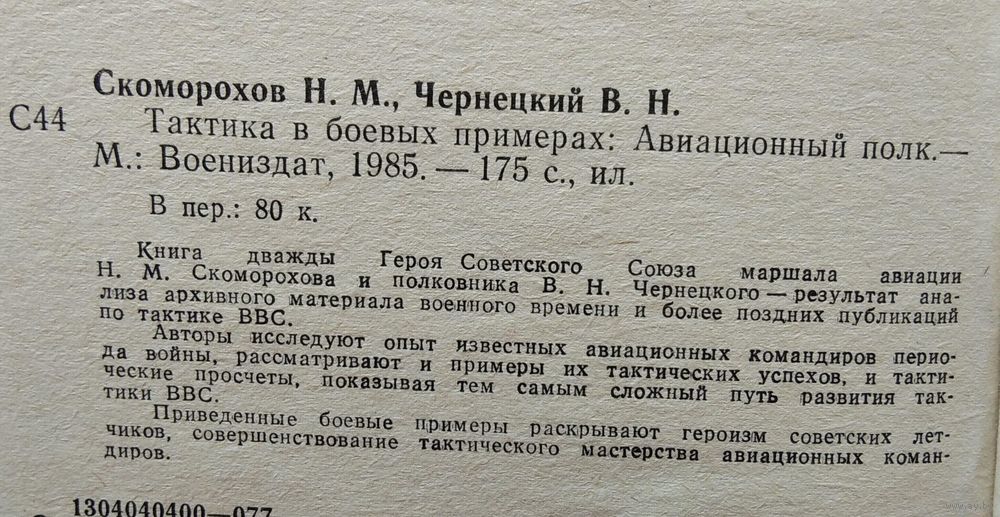 Скоморохов Н. М., Чернецкий В. Н.
С44 Тактика в боевых примерах: Авиационный полк.—
М.: Воениздат, 1985. — 175 с., ил.
В пер.: 80 к.
Книга дважды Героя Советского Союза маршала авиации
Н. М. Скоморохова и полковника В. Н. Чернецкого — результат ана-
лиза архивного материала военного времени и более поздних публикаций
по тактике ВВС.
Авторы исследуют опыт известных авиационных командиров перио-
да войны, рассматривают и примеры их тактических успехов, и такти-
ческие просчеты, показывая тем самым сложный путь развития так-
тики ВВС.
Приведенные боевые примеры раскрывают героизм советских лет-
чиков, совершенствование тактического мастерства авиационных коман-
диров.
1304040400—077